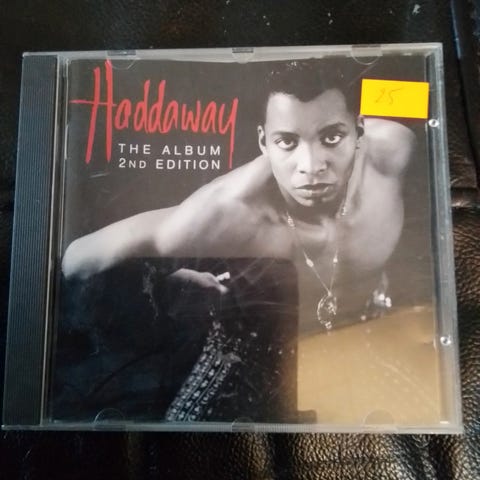 Haddaway
THE ALBUM
2ND EDITION
25